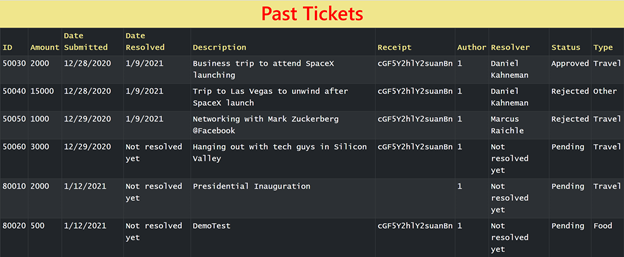 Past Tickets
ID Amount Date Submitted Date Resolved Description Receipt Author Resolver Status Type
50030 2000 12/28/2020 1/9/2021 Business trip to attend SpaceX launching cGF5Y2hlY2suanBn 1 Daniel Kahneman Approved Travel
50040 15000 12/28/2020 1/9/2021 Trip to Las Vegas to unwind after SpaceX launch cGF5Y2hlY2suanBn 1 Daniel Kahneman Rejected Other
50050 1000 12/29/2020 1/9/2021 Networking with Mark Zuckerberg @Facebook cGF5Y2hlY2suanBn 1 Marcus Raichle Rejected Travel
50060 3000 12/29/2020 Not resolved yet Hanging out with tech guys in Silicon Valley cGF5Y2hlY2suanBn 1 Not resolved yet Pending Travel
80010 2000 1/12/2021 Not resolved yet Presidential Inauguration 1 Not resolved yet Pending Travel
80020 500 1/12/2021 Not resolved yet DemoTest cGF5Y2hlY2suanBn 1 Not resolved yet Pending Food